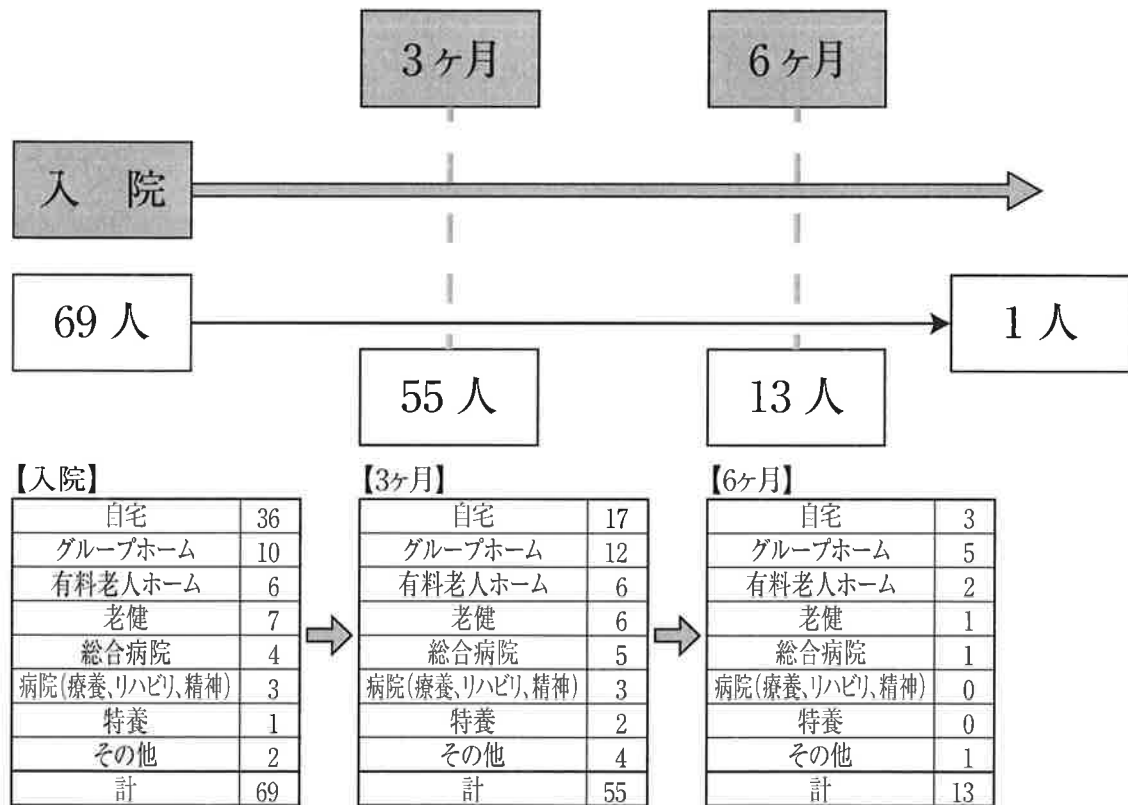 3ヶ月
6ヶ月
入 院
69 人
1 人
55 人
13 人
【入院】
自宅 36
グループホーム 10
有料老人ホーム 6
老健 7
総合病院 4
病院(療養、リハビリ、精神) 3
特養 1
その他 2
計 69
【3ヶ月】
自宅 17
グループホーム 12
有料老人ホーム 6
老健 6
総合病院 5
病院(療養、リハビリ、精神) 3
特養 2
その他 4
計 55
【6ヶ月】
自宅 3
グループホーム 5
有料老人ホーム 2
老健 1
総合病院 1
病院(療養、リハビリ、精神) 0
特養 0
その他 1
計 13